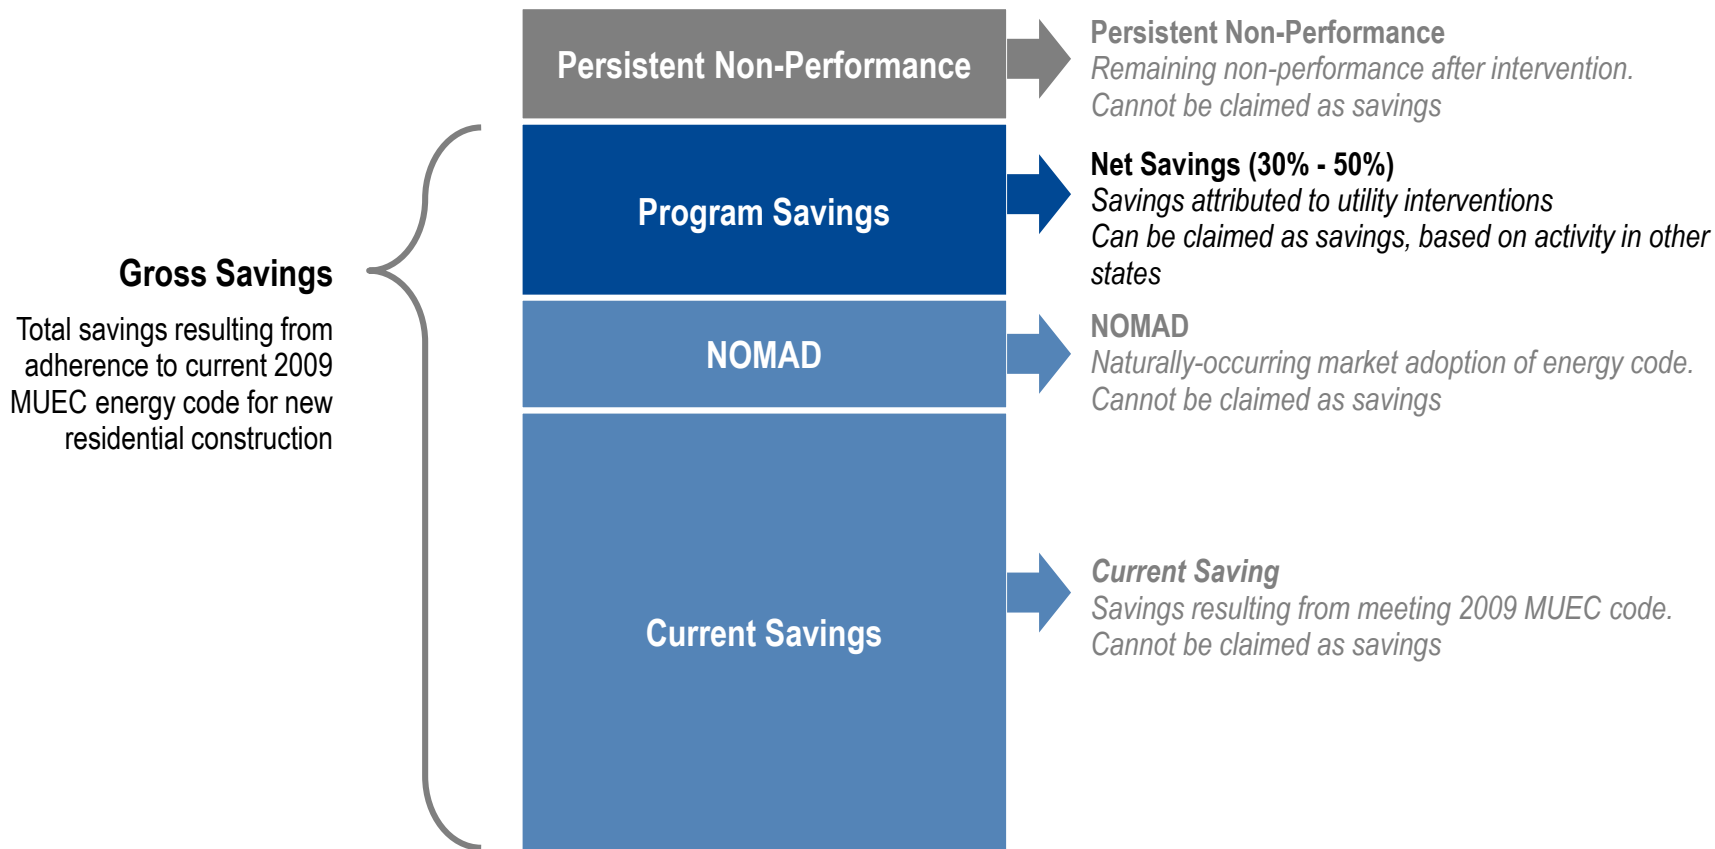 Gross Savings
Total savings resulting from
adherence to current 2009
MUEC energy code for new
residential construction
Persistent Non-Performance
Program Savings
NOMAD
Current Savings
Persistent Non-Performance
Remaining non-performance after intervention.
Cannot be claimed as savings
Net Savings (30% - 50%)
Savings attributed to utility interventions
Can be claimed as savings, based on activity in other
states
NOMAD
Naturally-occurring market adoption of energy code.
Cannot be claimed as savings
Current Saving
Savings resulting from meeting 2009 MUEC code.
Cannot be claimed as savings